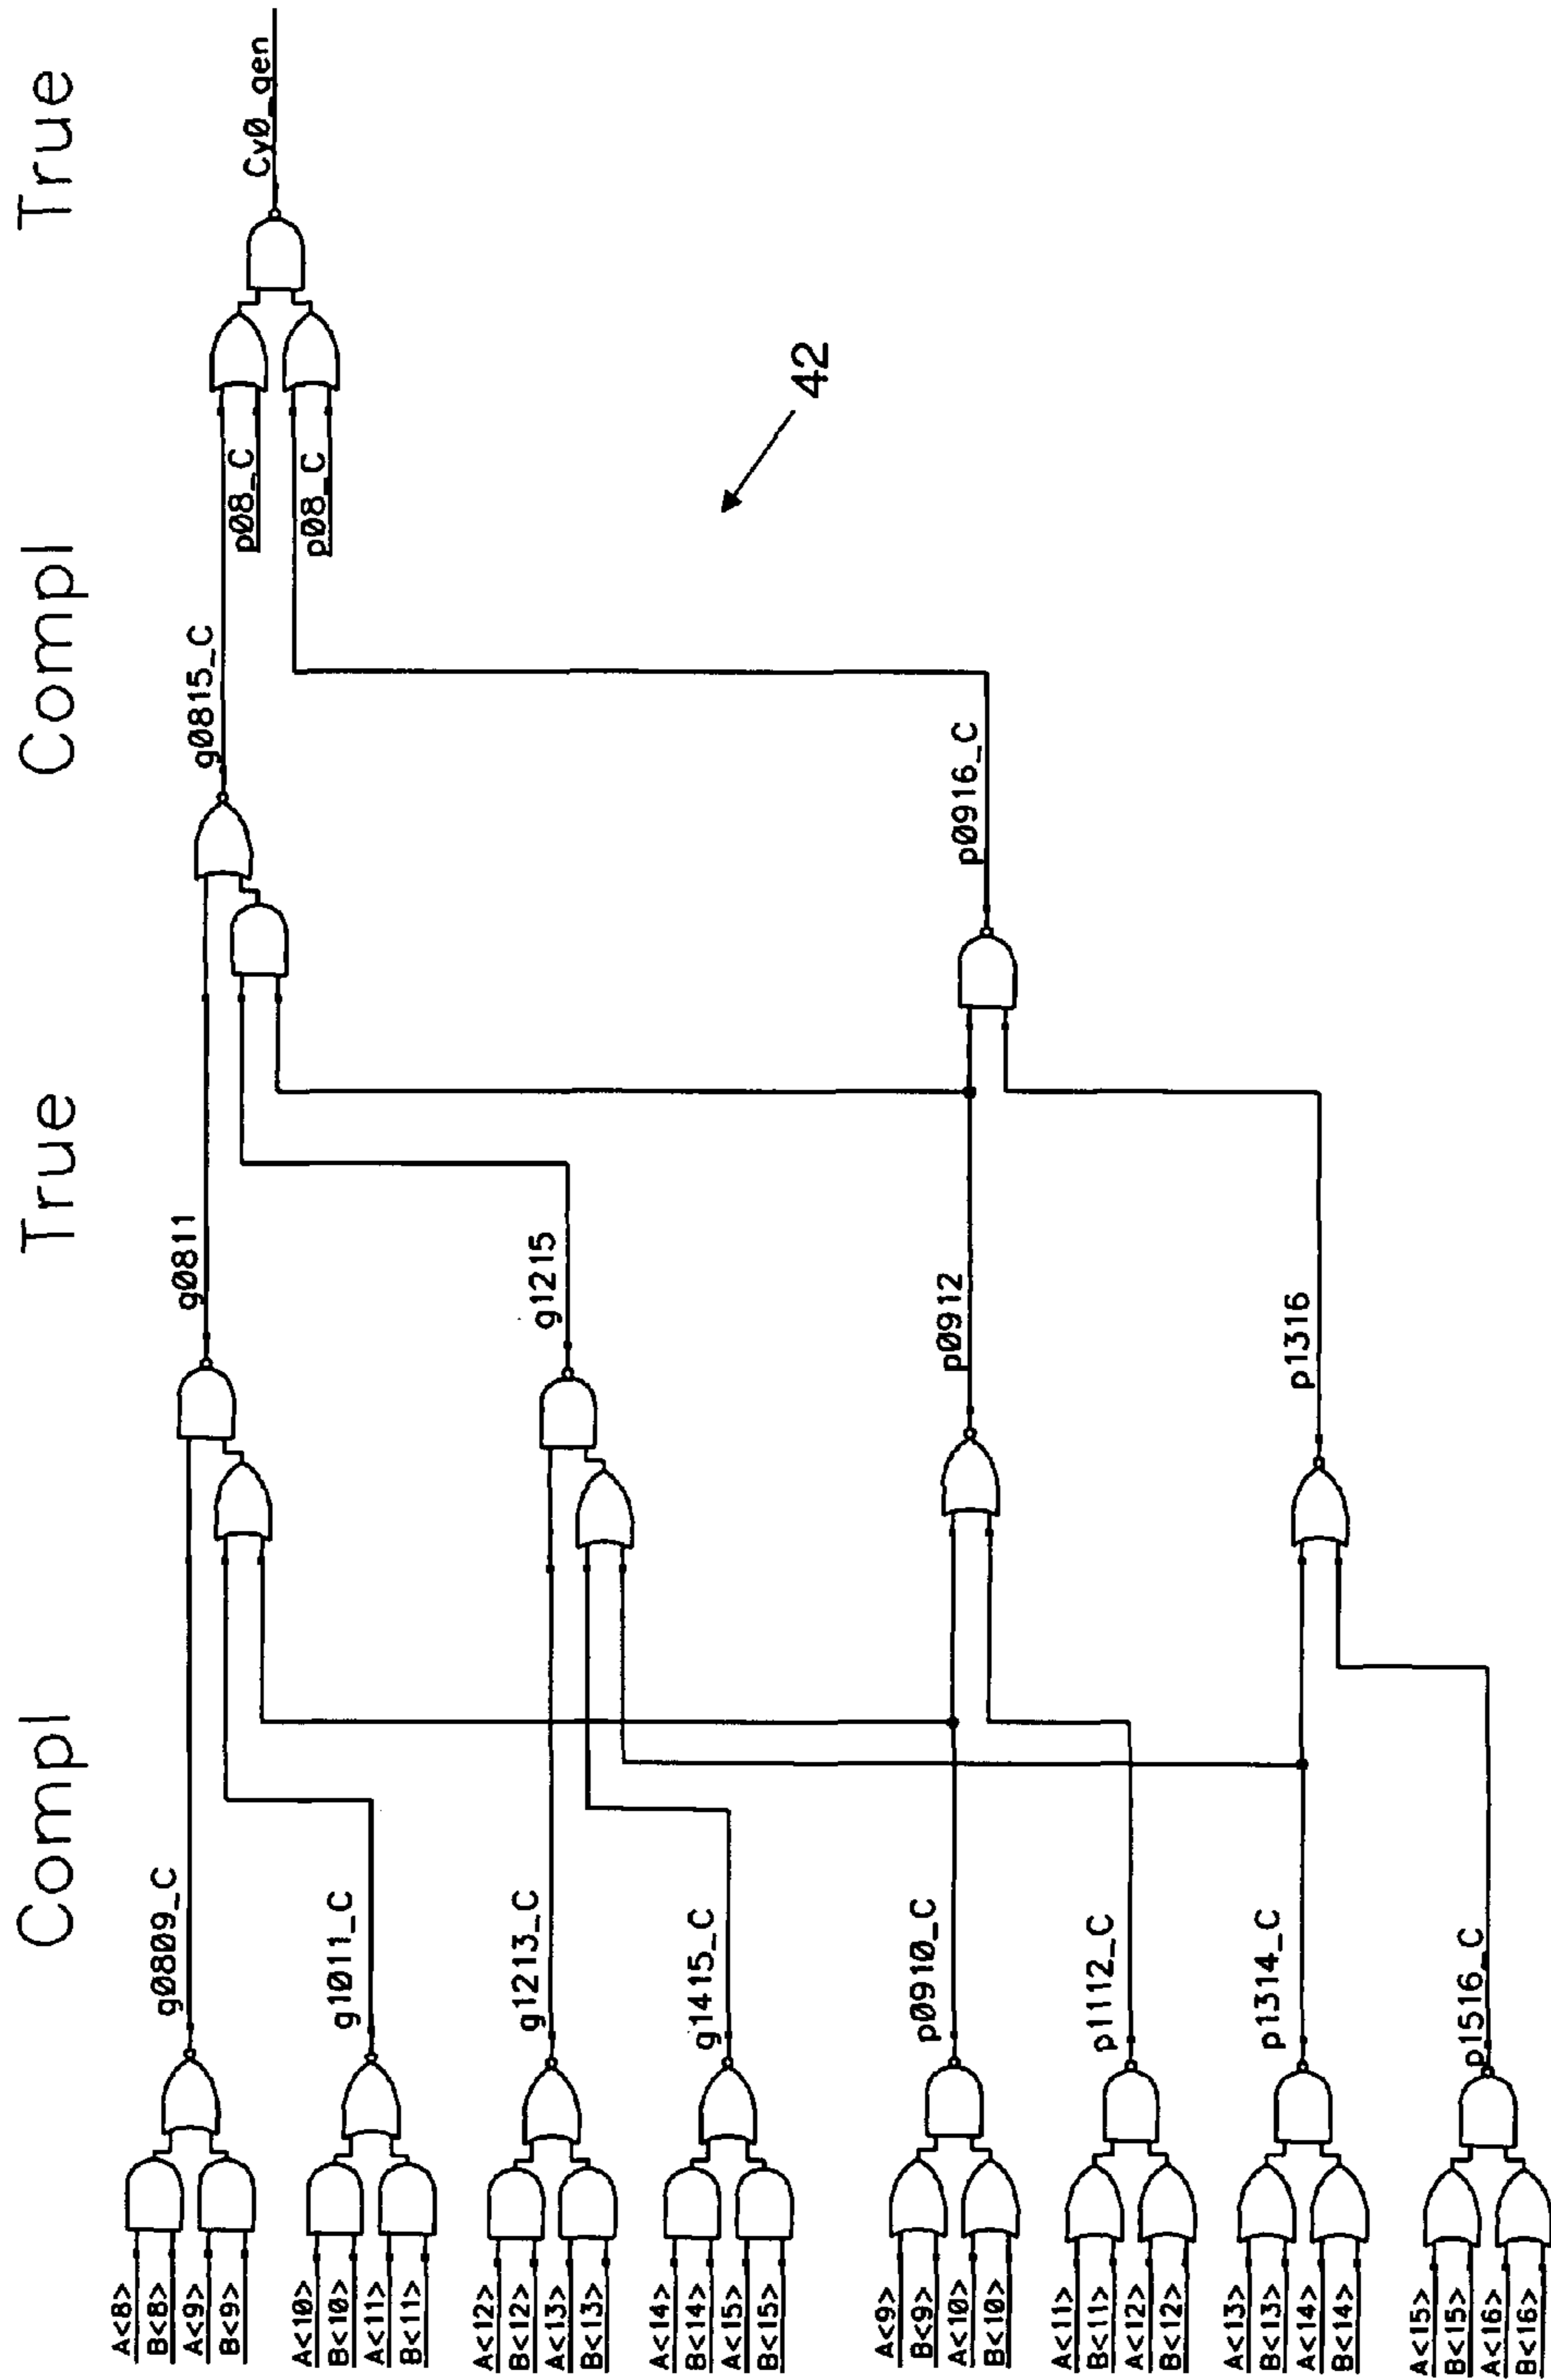 Compl
True
Compl
True
A<8>
B<8>
A<9>
B<9>
g0809_C
g0811
g0815_C
p08_C
p08_C
Cy0_gen
A<10>
B<10>
A<11>
B<11>
g1011_C
A<12>
B<12>
A<13>
B<13>
g1213_C
g1215
A<14>
B<14>
A<15>
B<15>
g1415_C
42
A<9>
B<9>
A<10>
B<10>
p0910_C
p0912
p0916_C
A<11>
B<11>
A<12>
B<12>
p1112_C
A<13>
B<13>
A<14>
B<14>
p1314_C
p1316
A<15>
B<15>
A<16>
B<16>
p1516_C